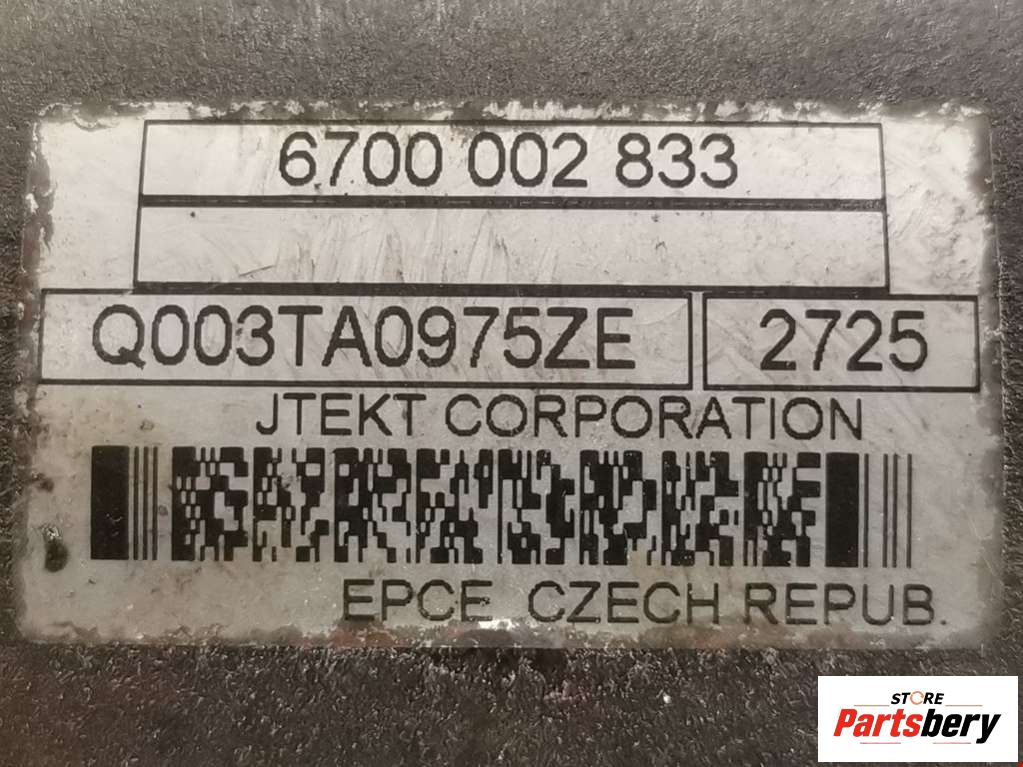 6700 002 833
Q003TA0975ZE 2725
JTEKT CORPORATION
EPCE CZECH REPUB.
STORE
Partsbery